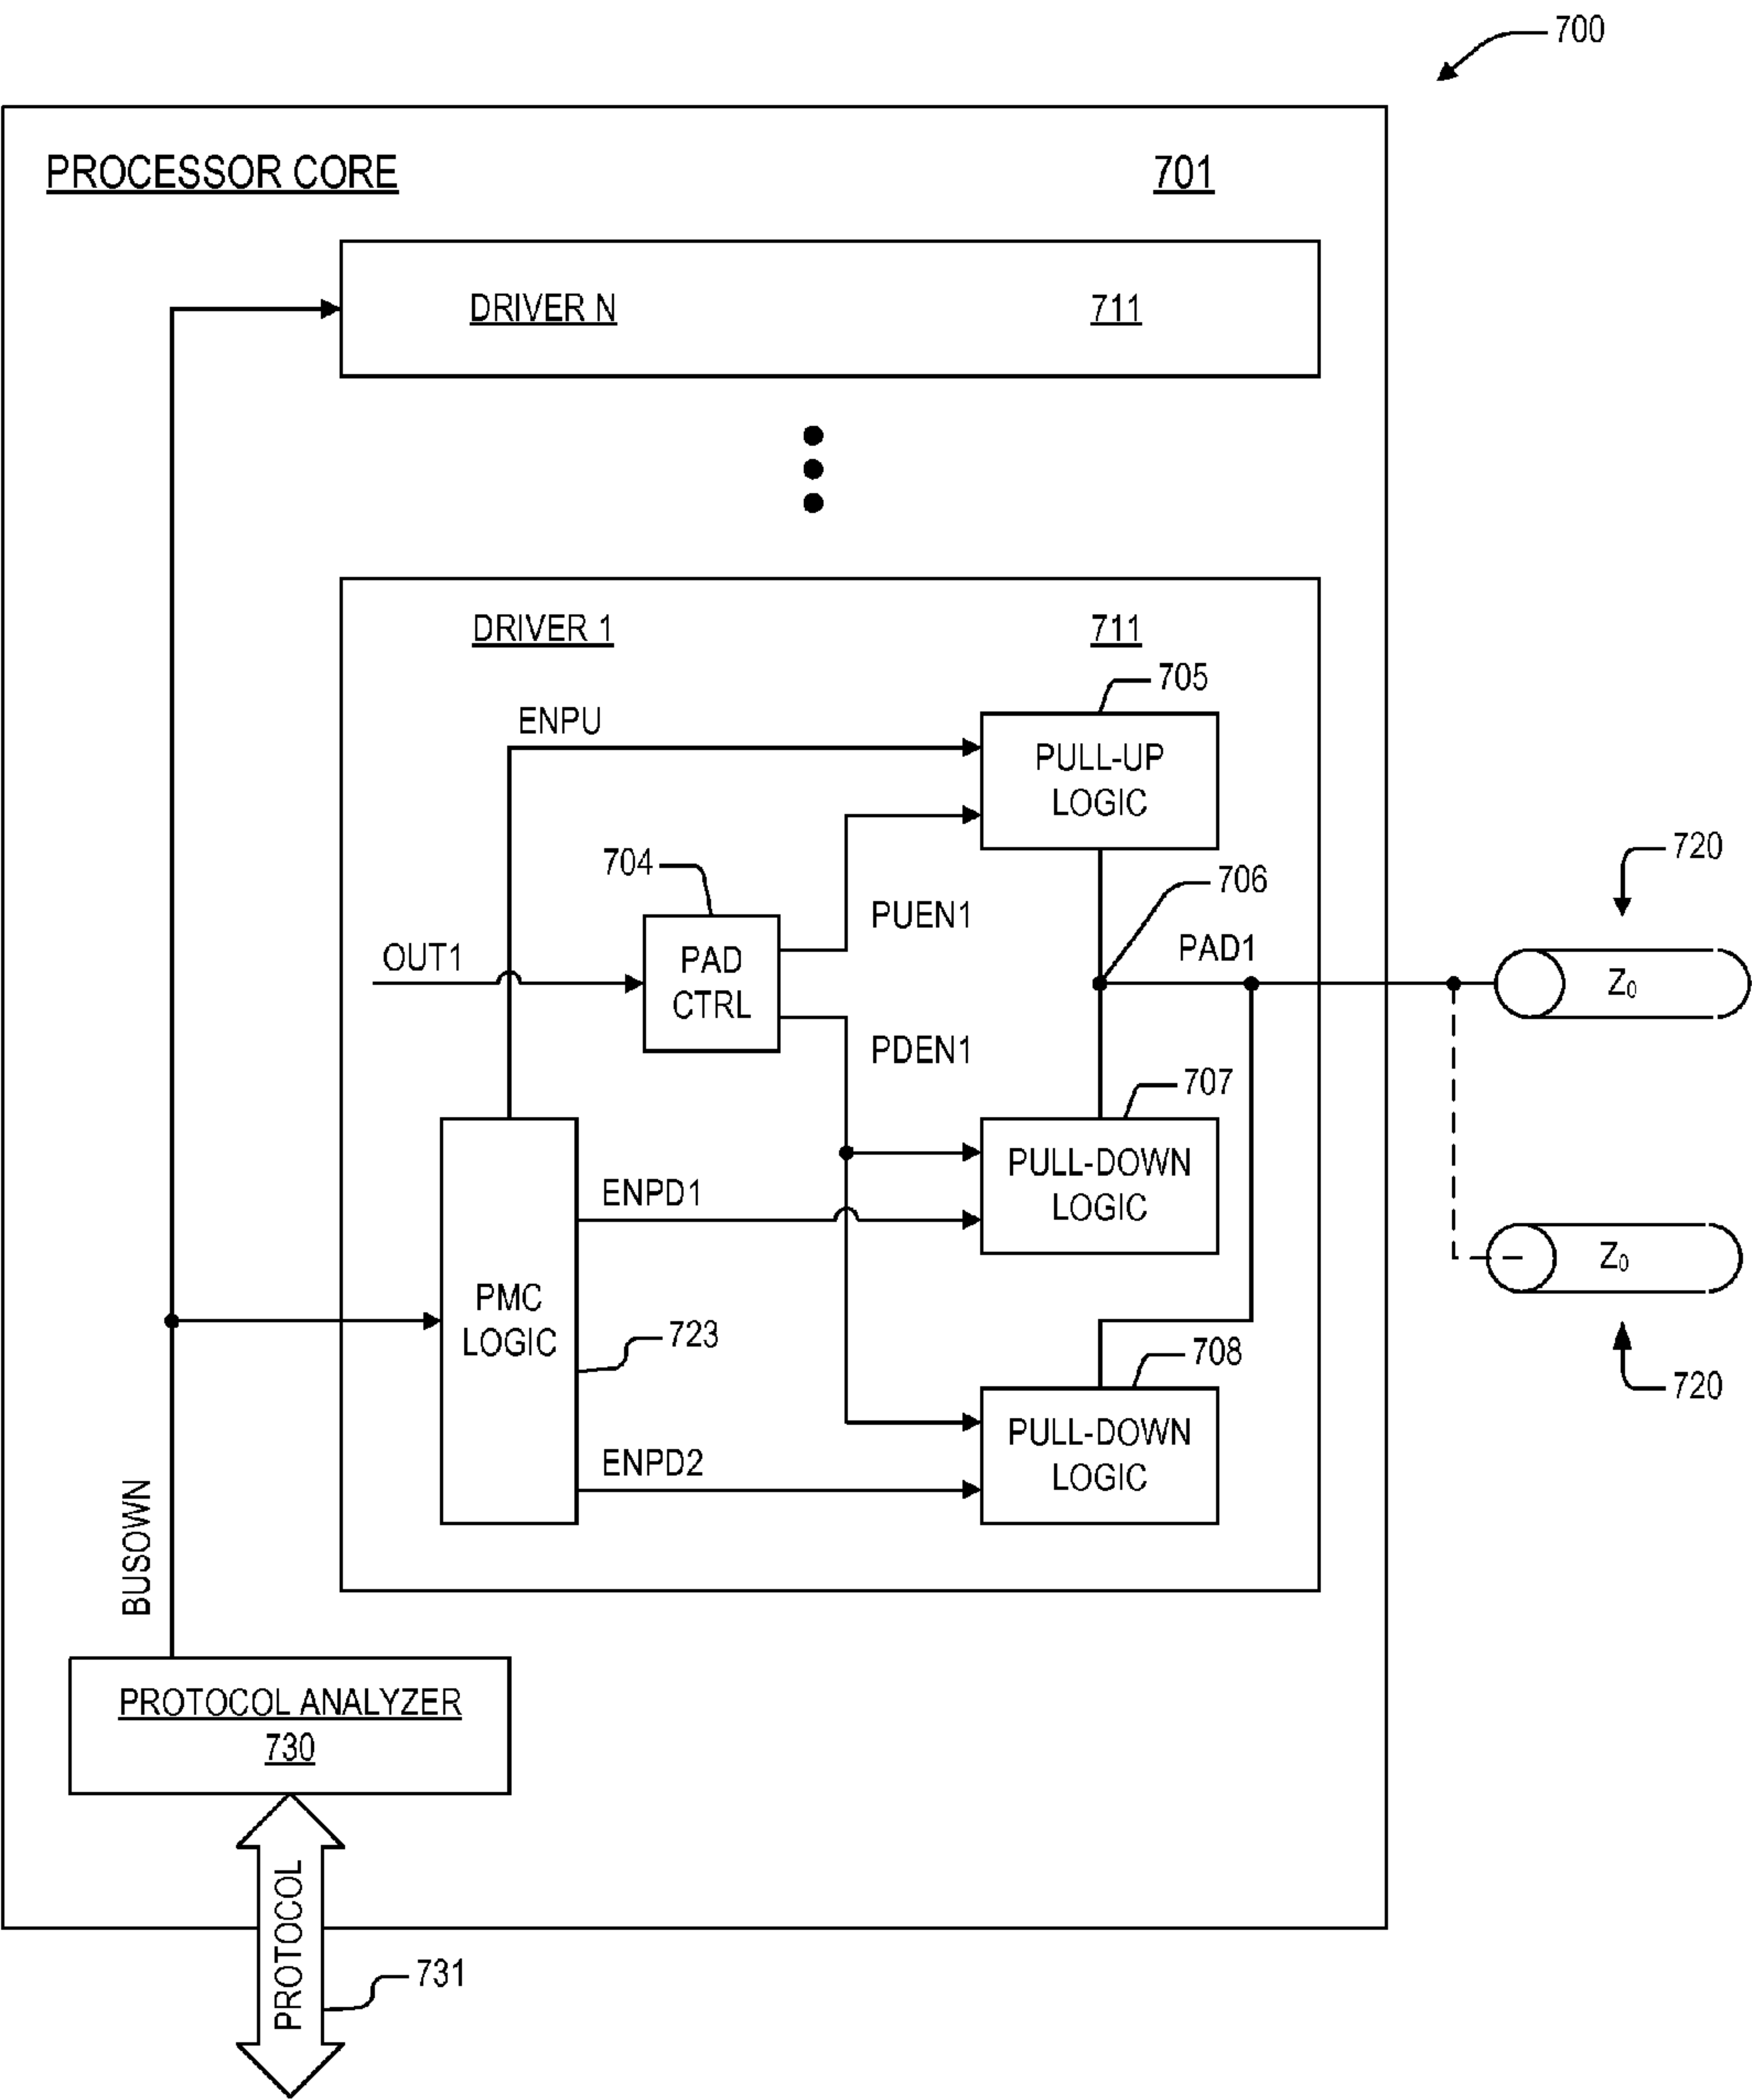 700
PROCESSOR CORE 701
DRIVER N 711
DRIVER 1 711
705
ENPU
PULL-UP
LOGIC
704
706
720
PUEN1
OUT1
PAD
CTRL
PAD1
Z0
PDEN1
707
PULL-DOWN
LOGIC
ENPD1
Z0
PMC
LOGIC
723
708
720
PULL-DOWN
LOGIC
ENPD2
BUSOWN
PROTOCOL ANALYZER
730
PROTOCOL
731